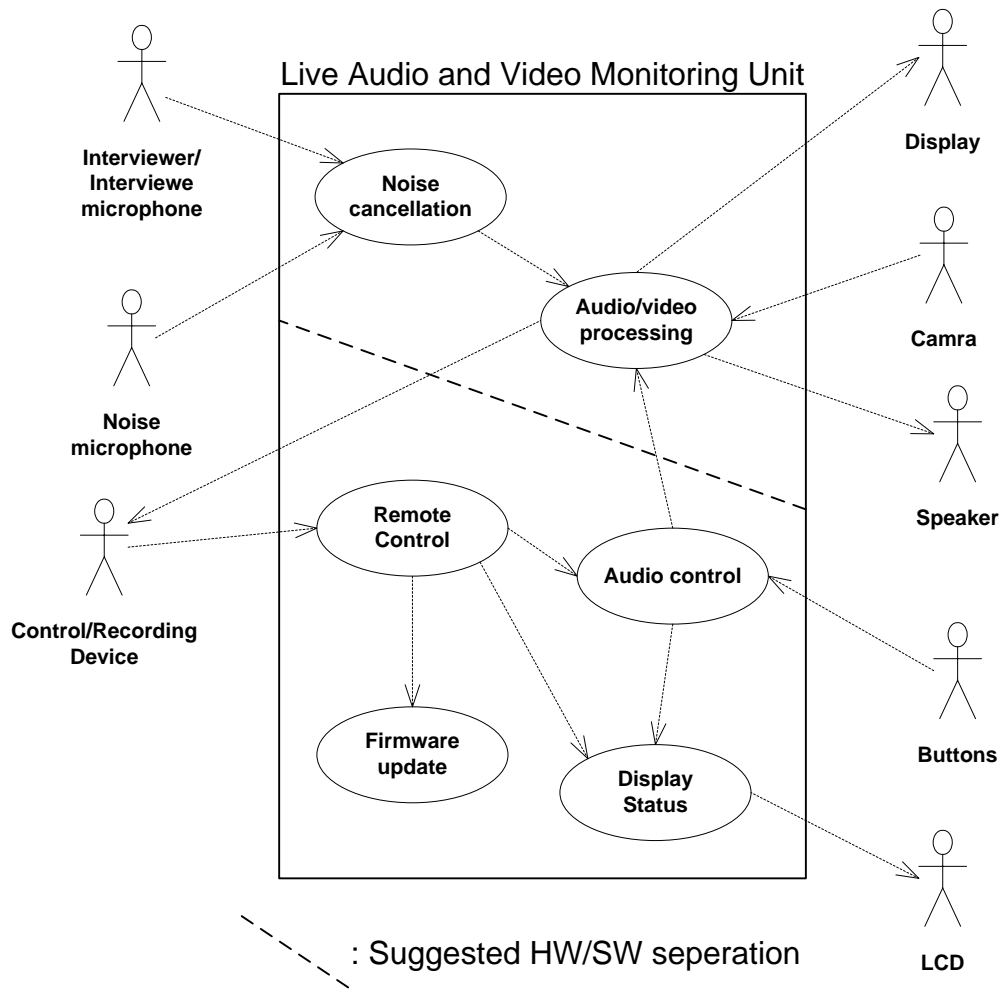 Live Audio and Video Monitoring Unit
Interviewer/
Interviewe
microphone
Noise
cancellation
Display
Audio/video
processing
Camra
Noise
microphone
Speaker
Remote
Control
Audio control
Control/Recording
Device
Firmware
update
Display
Status
Buttons
: Suggested HW/SW seperation
LCD